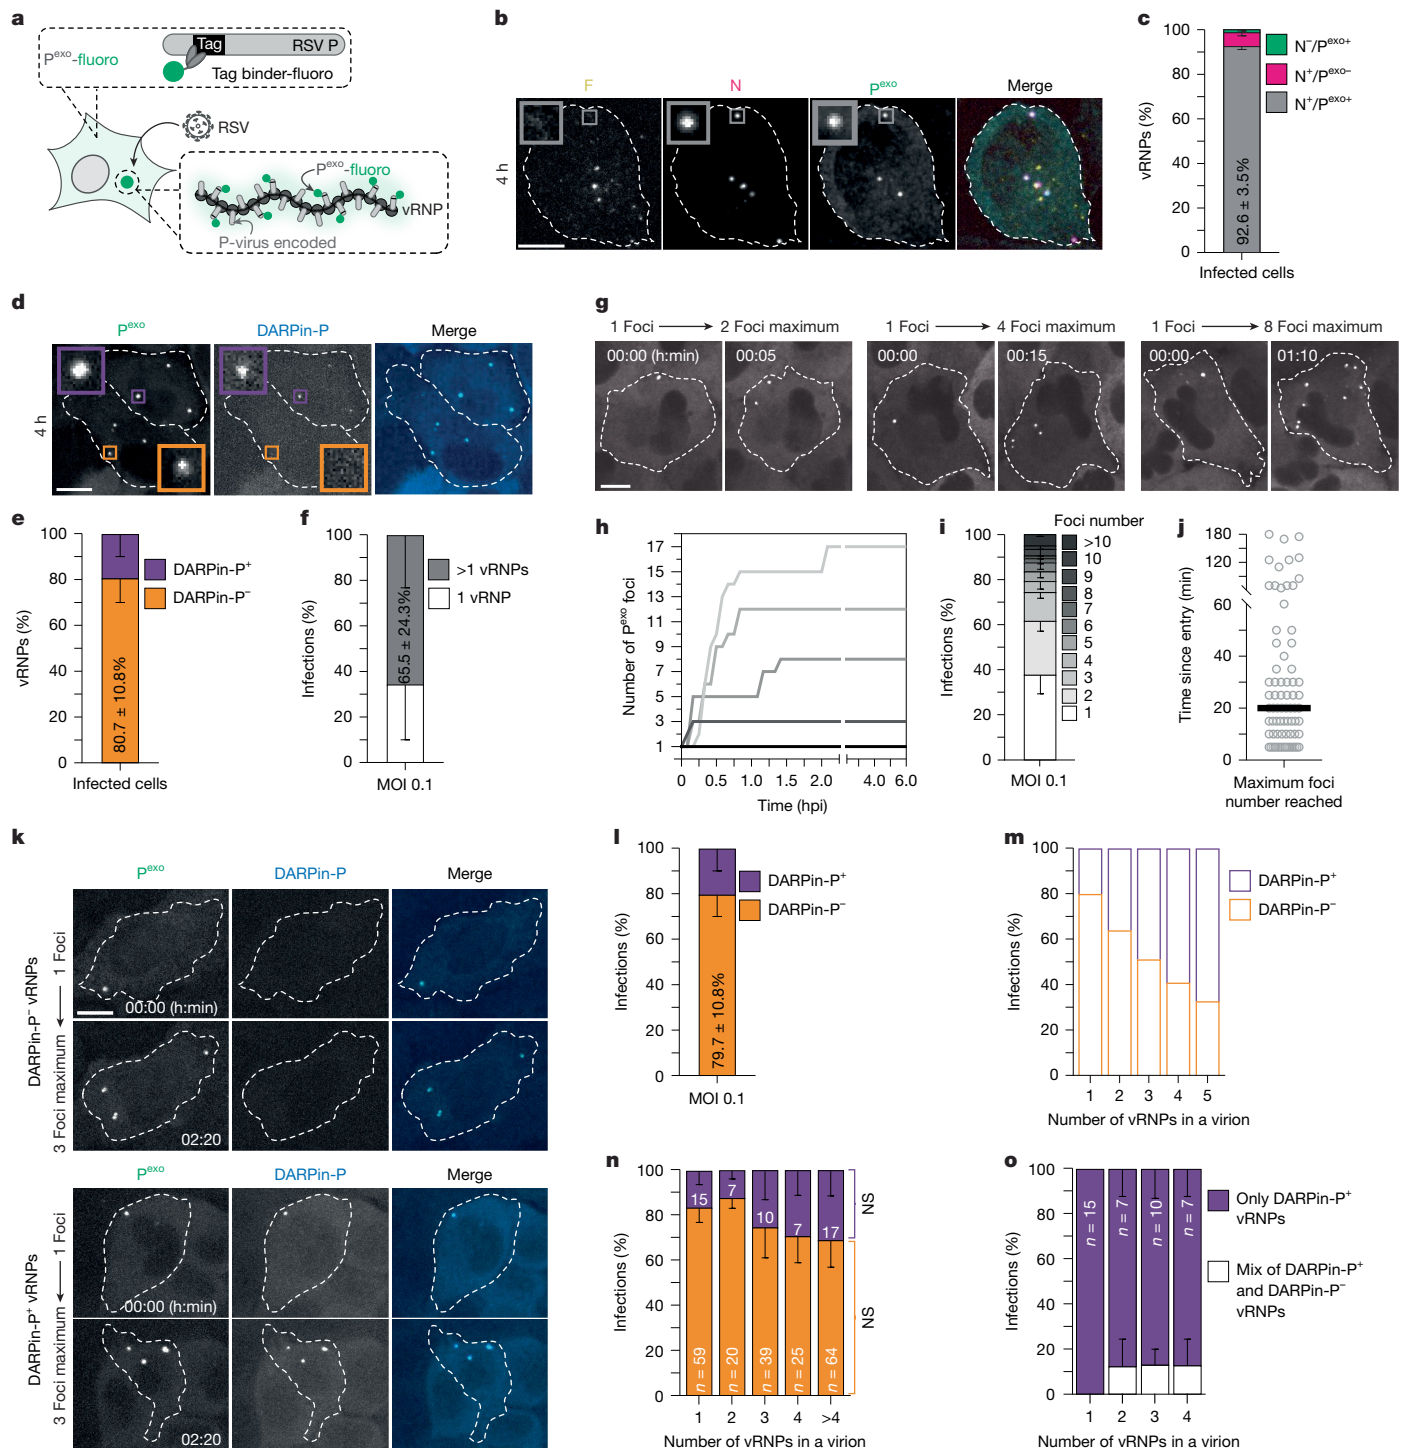 a
Pexo-fluoro
Tag
RSV P
Tag binder-fluoro
RSV
Pexo-fluoro
vRNP
P-virus encoded
b
F
N
Pexo
Merge
4 h
c
vRNPs (%)
100
80
60
40
20
0
92.6 ± 3.5%
Infected cells
N−/Pexo+
N+/Pexo−
N+/Pexo+
d
Pexo
DARPin-P
Merge
4 h
e
vRNPs (%)
100
80
60
40
20
0
80.7 ± 10.8%
Infected cells
DARPin-P+
DARPin-P−
f
Infections (%)
100
80
60
40
20
0
65.5 ± 24.3%
MOI 0.1
>1 vRNPs
1 vRNP
g
1 Foci
2 Foci maximum
00:00 (h:min)
00:05
1 Foci
4 Foci maximum
00:00
00:15
1 Foci
8 Foci maximum
00:00
01:10
h
Number of Pexo foci
17
15
13
11
9
7
5
3
1
0
0.5
1.0
1.5
2.0
4.0
6.0
Time (hpi)
i
Infections (%)
100
80
60
40
20
0
MOI 0.1
Foci number
>10
10
9
8
7
6
5
4
3
2
1
j
Time since entry (min)
180
120
60
40
20
0
Maximum foci
number reached
k
Pexo
DARPin-P
Merge
DARPin-P− vRNPs
1 Foci
3 Foci maximum
00:00 (h:min)
02:20
Pexo
DARPin-P
Merge
DARPin-P+ vRNPs
1 Foci
3 Foci maximum
00:00 (h:min)
02:20
l
Infections (%)
100
80
60
40
20
0
79.7 ± 10.8%
MOI 0.1
DARPin-P+
DARPin-P−
m
Infections (%)
100
80
60
40
20
0
1 2 3 4 5
Number of vRNPs in a virion
DARPin-P+
DARPin-P−
n
Infections (%)
100
80
60
40
20
0
15
7
10
7
17
n = 59
n = 20
n = 39
n = 25
n = 64
NS
NS
1 2 3 4 >4
Number of vRNPs in a virion
o
Infections (%)
100
80
60
40
20
0
n = 15
n = 7
n = 10
n = 7
1 2 3 4
Number of vRNPs in a virion
Only DARPin-P+
vRNPs
Mix of DARPin-P+
and DARPin-P−
vRNPs